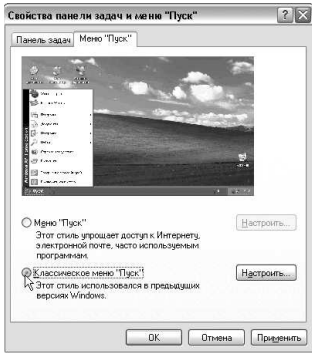 Свойства панели задач и меню "Пуск"
Панель задач
Меню "Пуск"
Меню "Пуск"
Настроить...
Этот стиль упрощает доступ к Интернету,
электронной почте, часто используемым
программам.
Классическое меню "Пуск"
Настроить...
Этот стиль использовался в предыдущих
версиях Windows.
OK
Отмена
Применить